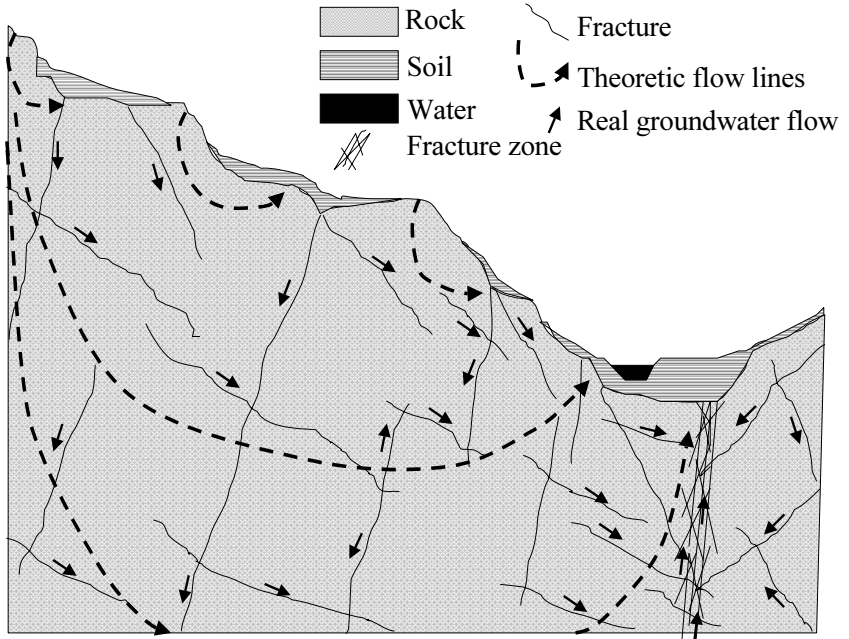 Rock
Soil
Water
Fracture zone
Fracture
Theoretic flow lines
Real groundwater flow